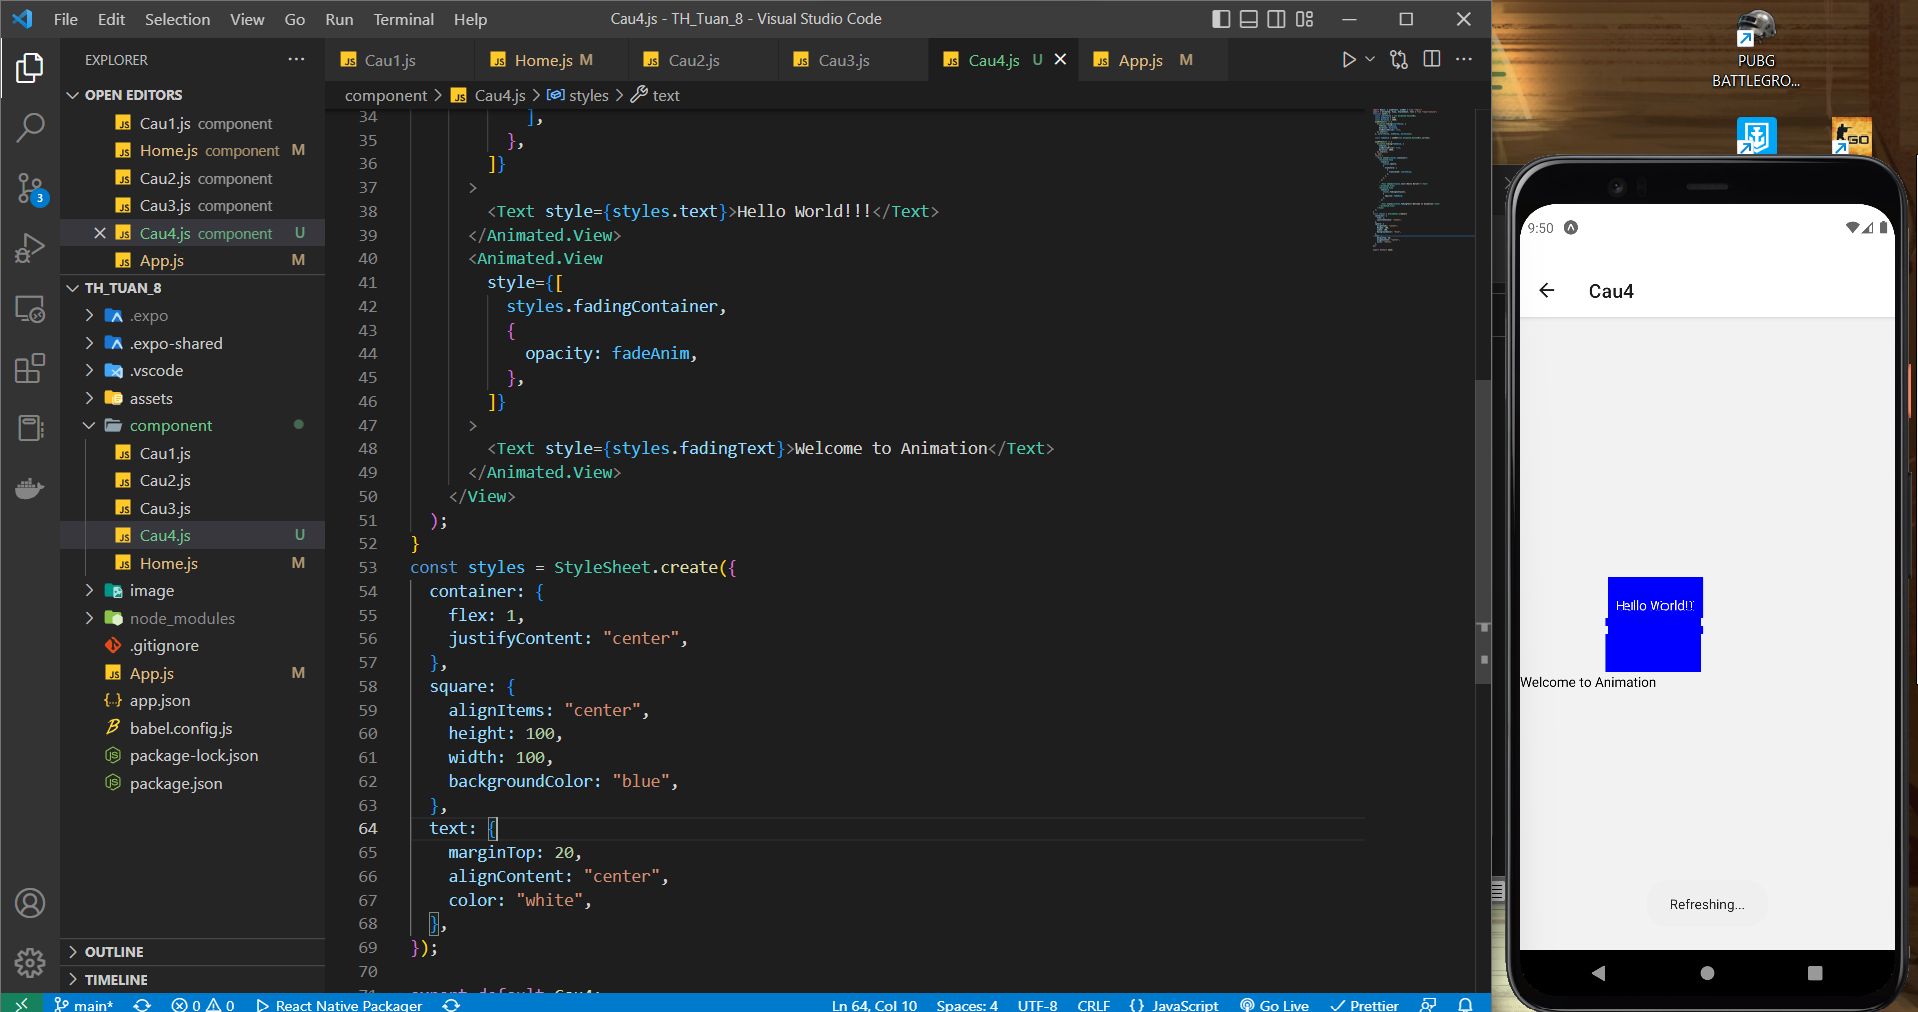 File Edit Selection View Go Run Terminal Help
Cau4.js - TH_Tuan_8 - Visual Studio Code
EXPLORER
OPEN EDITORS
Cau1.js component
Home.js component M
Cau2.js component
Cau3.js component
Cau4.js component U
App.js M
TH_TUAN_8
.expo
.expo-shared
.vscode
assets
component
Cau1.js
Cau2.js
Cau3.js
Cau4.js U
Home.js M
image
node_modules
.gitignore
App.js M
app.json
babel.config.js
package-lock.json
package.json
OUTLINE
TIMELINE
3
Cau1.js Home.js M Cau2.js Cau3.js Cau4.js U App.js M
component > Cau4.js > styles > text
34 ],
35 },
36 ]}
37 >
38 <Text style={styles.text}>Hello World!!!</Text>
39 </Animated.View>
40 <Animated.View
41 style={[
42 styles.fadingContainer,
43 {
44 opacity: fadeAnim,
45 },
46 ]}
47 >
48 <Text style={styles.fadingText}>Welcome to Animation</Text>
49 </Animated.View>
50 </View>
51 );
52 }
53 const styles = StyleSheet.create({
54 container: {
55 flex: 1,
56 justifyContent: "center",
57 },
58 square: {
59 alignItems: "center",
60 height: 100,
61 width: 100,
62 backgroundColor: "blue",
63 },
64 text: {
65 marginTop: 20,
66 alignContent: "center",
67 color: "white",
68 },
69 });
70
71 export default Cau4;
main* 0 0 React Native Packager Ln 64, Col 10 Spaces: 4 UTF-8 CRLF {} JavaScript Go Live Prettier
PUBG
BATTLEGRO...
GO
9:50
Cau4
Hello World!!!
Welcome to Animation
Refreshing...